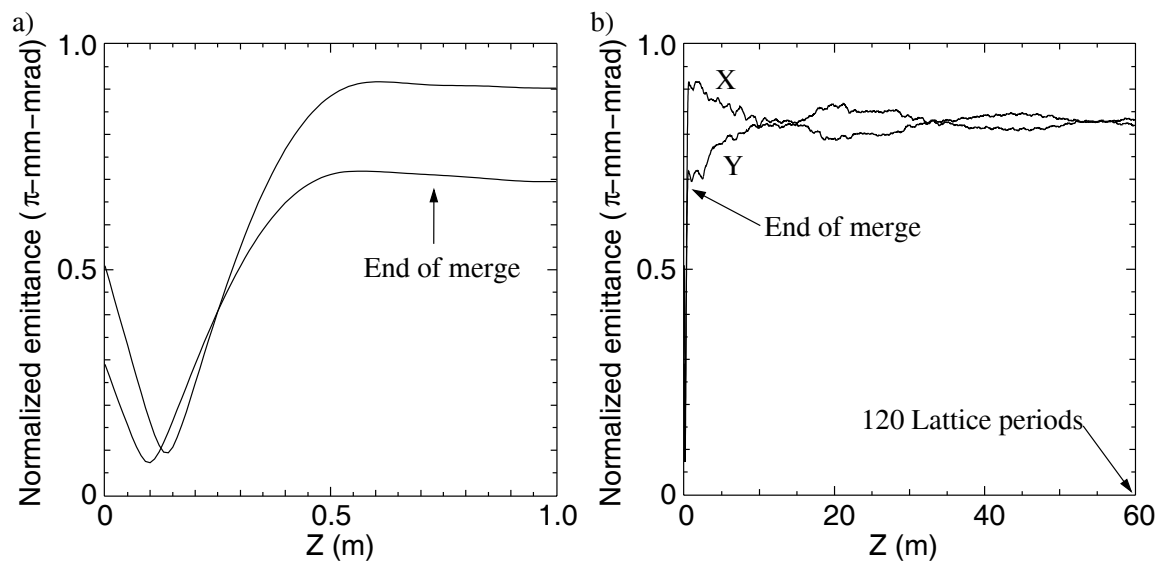 a)
Normalized emittance (π−mm−mrad)
1.0
0.5
0
End of merge
0
0.5
1.0
Z (m)
b)
Normalized emittance (π−mm−mrad)
1.0
0.5
0
X
Y
End of merge
120 Lattice periods
0
20
40
60
Z (m)